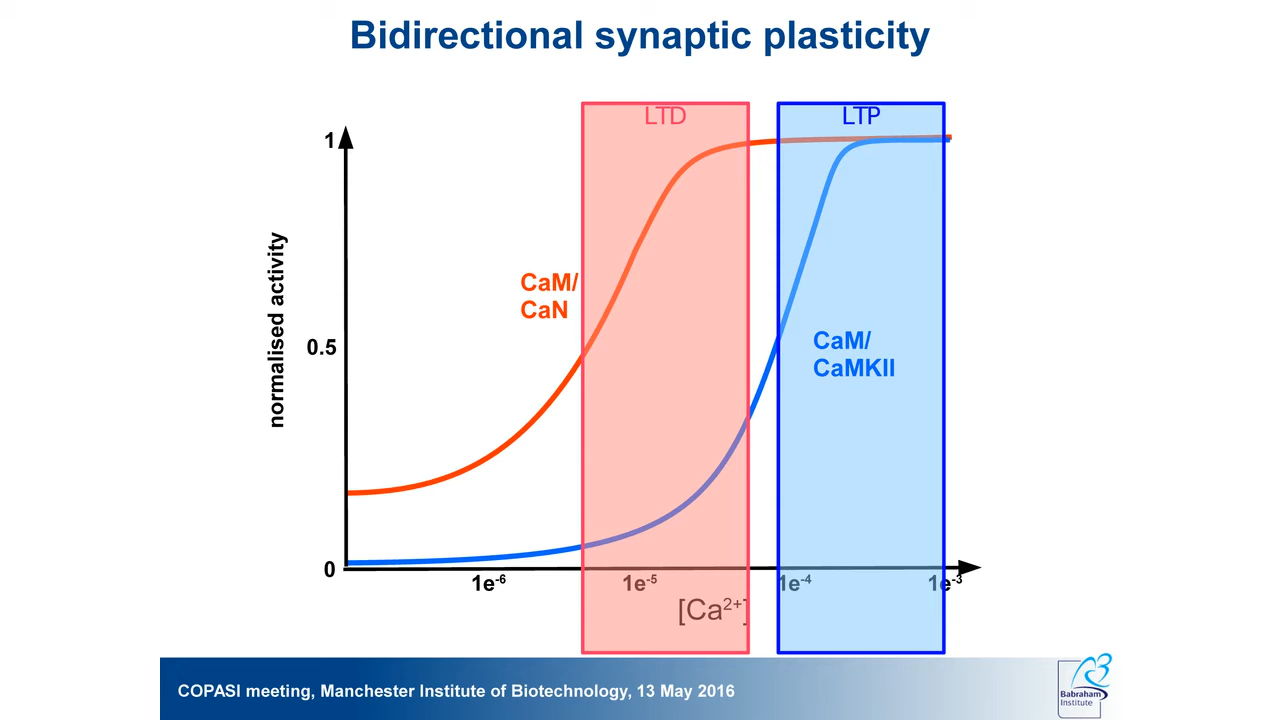 Bidirectional synaptic plasticity
LTD
LTP
1
normalised activity
CaM/
CaN
0.5
CaM/
CaMKII
0
1e-6
1e-5
1e-4
1e-3
[Ca2+]
COPASI meeting, Manchester Institute of Biotechnology, 13 May 2016
Babraham
Institute